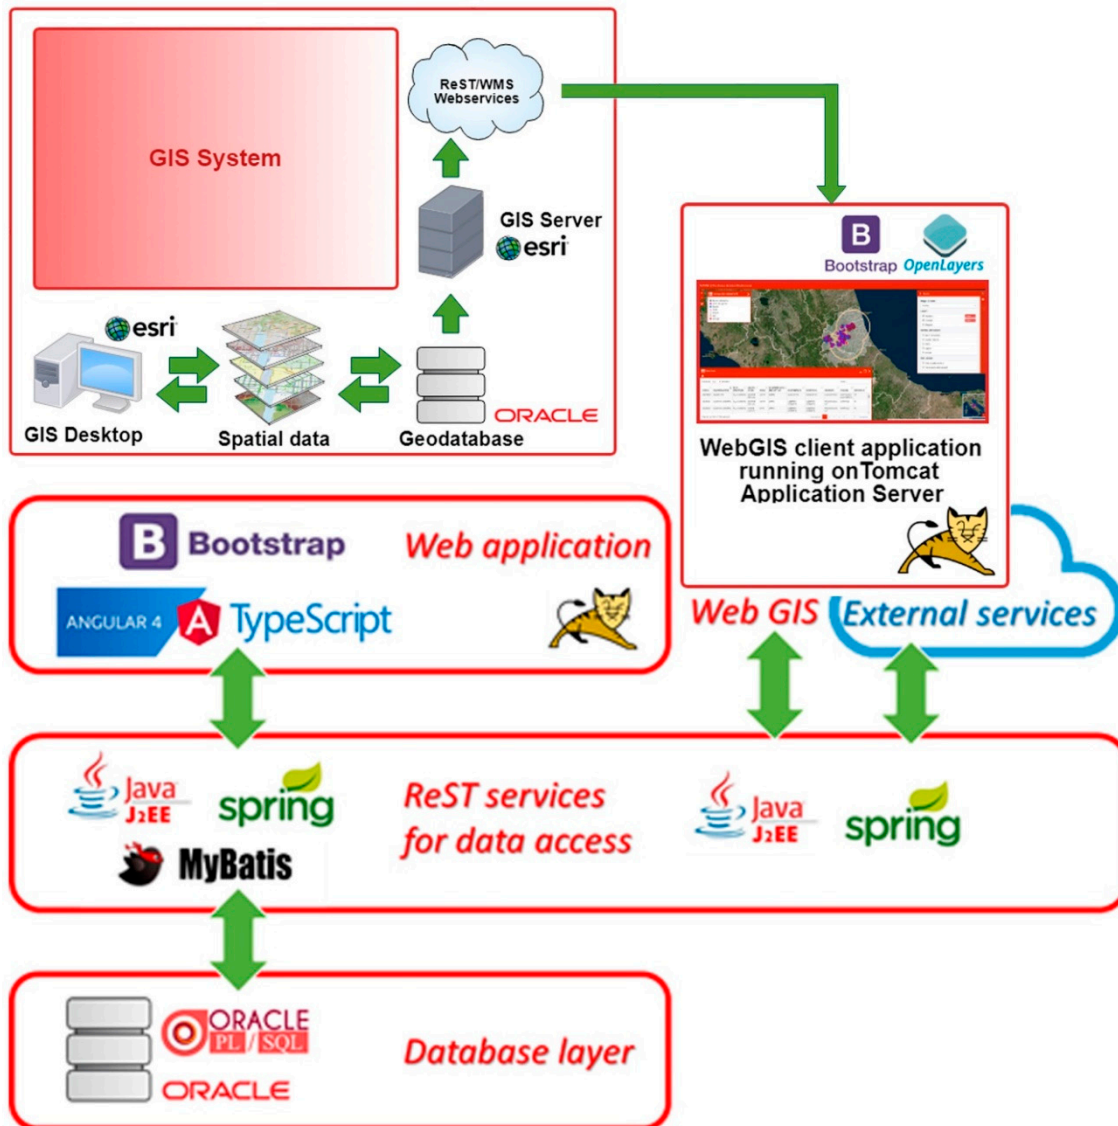 GIS System
ReST/WMS
Webservices
GIS Server
esri
esri
GIS Desktop
Spatial data
Geodatabase
ORACLE
B
Bootstrap
OpenLayers
WebGIS client application
running onTomcat
Application Server
B Bootstrap
Web application
ANGULAR 4
A
TypeScript
Web GIS
External services
Java
J2EE
spring
MyBatis
ReST services
for data access
Java
J2EE
spring
ORACLE
PL/SQL
ORACLE
Database layer